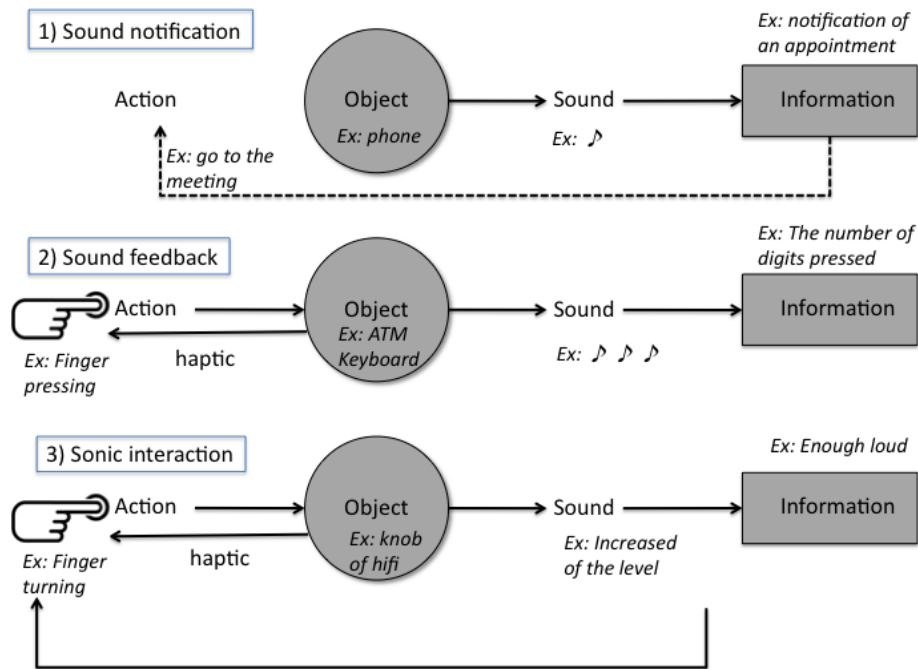 1) Sound notification
Ex: notification of
an appointment
Action
Object
Ex: phone
Sound
Ex: ♪
Information
Ex: go to the
meeting
2) Sound feedback
Ex: The number of
digits pressed
Action
Object
Ex: ATM
Keyboard
Sound
Ex: ♪ ♪ ♪
Information
haptic
Ex: Finger
pressing
3) Sonic interaction
Ex: Enough loud
Action
Object
Ex: knob
of hifi
Sound
Ex: Increased
of the level
Information
haptic
Ex: Finger
turning